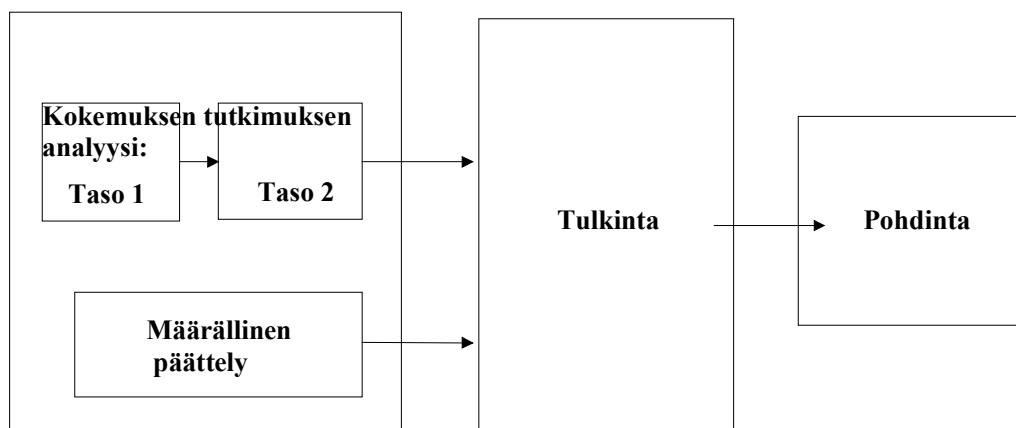 Kokemuksen tutkimuksen
analyysi:
Taso 1
Taso 2
Määrällinen
päättely
Tulkinta
Pohdinta